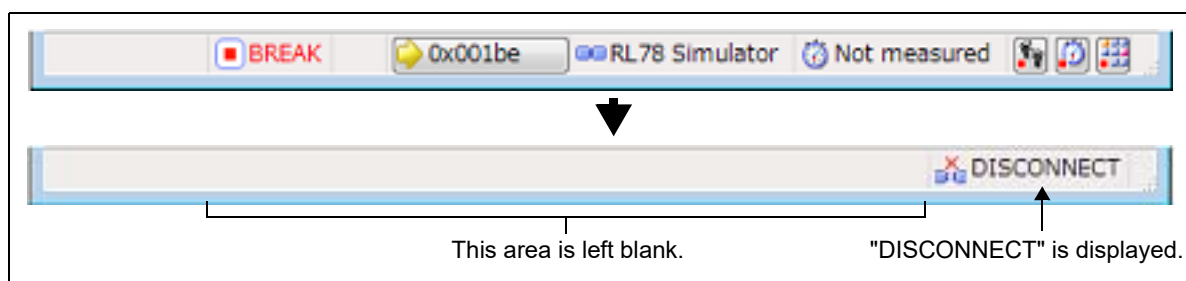 BREAK 0x001be RL78 Simulator Not measured
DISCONNECT
This area is left blank. "DISCONNECT" is displayed.